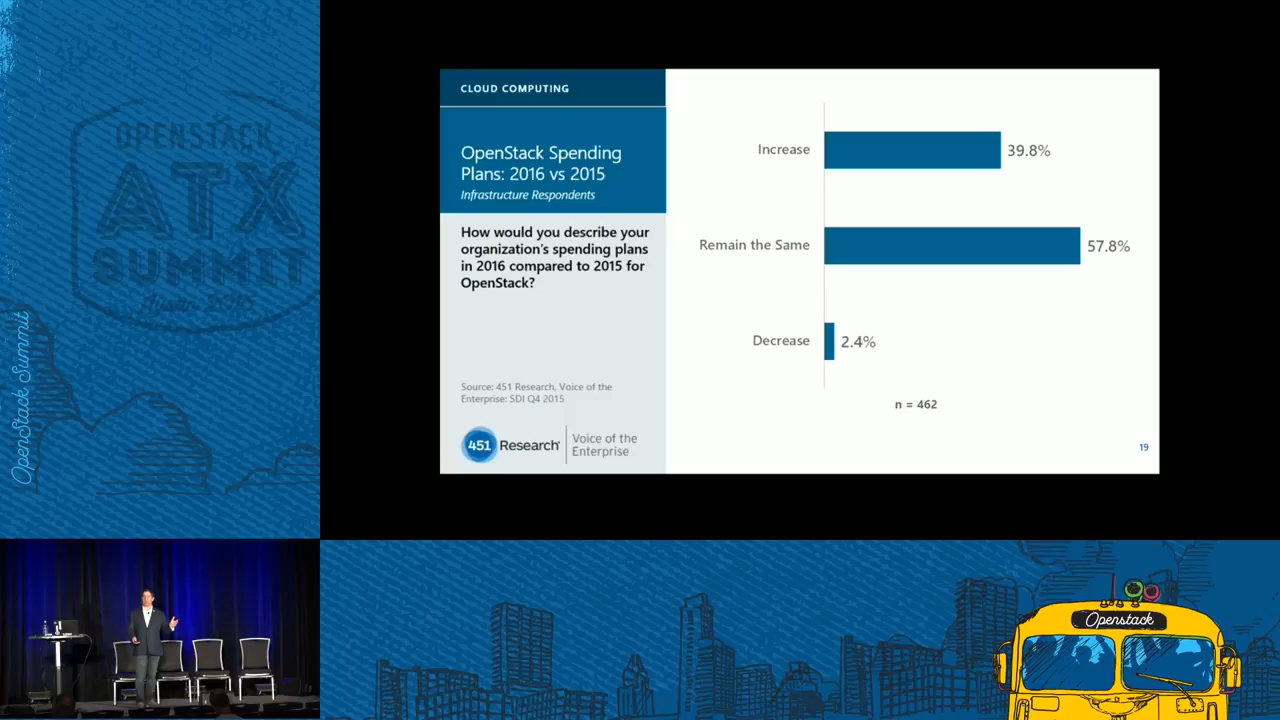 OPENSTACK
ATX
SUMMIT
Austin 2016
OpenStack Summit
CLOUD COMPUTING
OpenStack Spending
Plans: 2016 vs 2015
Infrastructure Respondents
How would you describe your
organization's spending plans
in 2016 compared to 2015 for
OpenStack?
Source: 451 Research, Voice of the
Enterprise: SDI Q4 2015
451 Research
Voice of the
Enterprise
Increase 39.8%
Remain the Same 57.8%
Decrease 2.4%
n = 462
19
Openstack